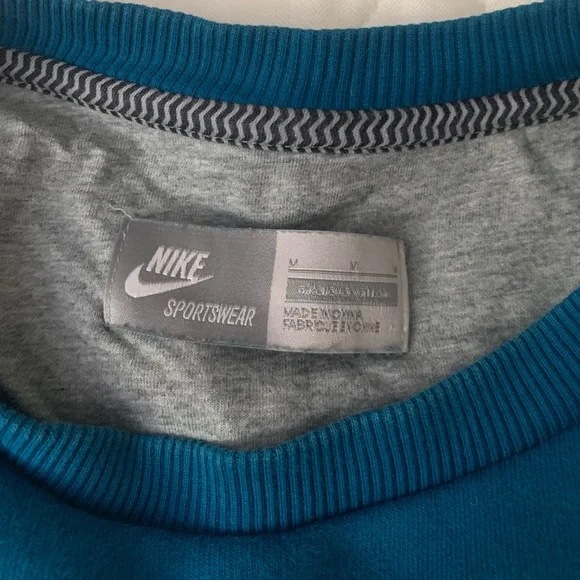 NIKE
SPORTSWEAR
M M M
MADE IN CHINA
FABRIQUE EN CHINE